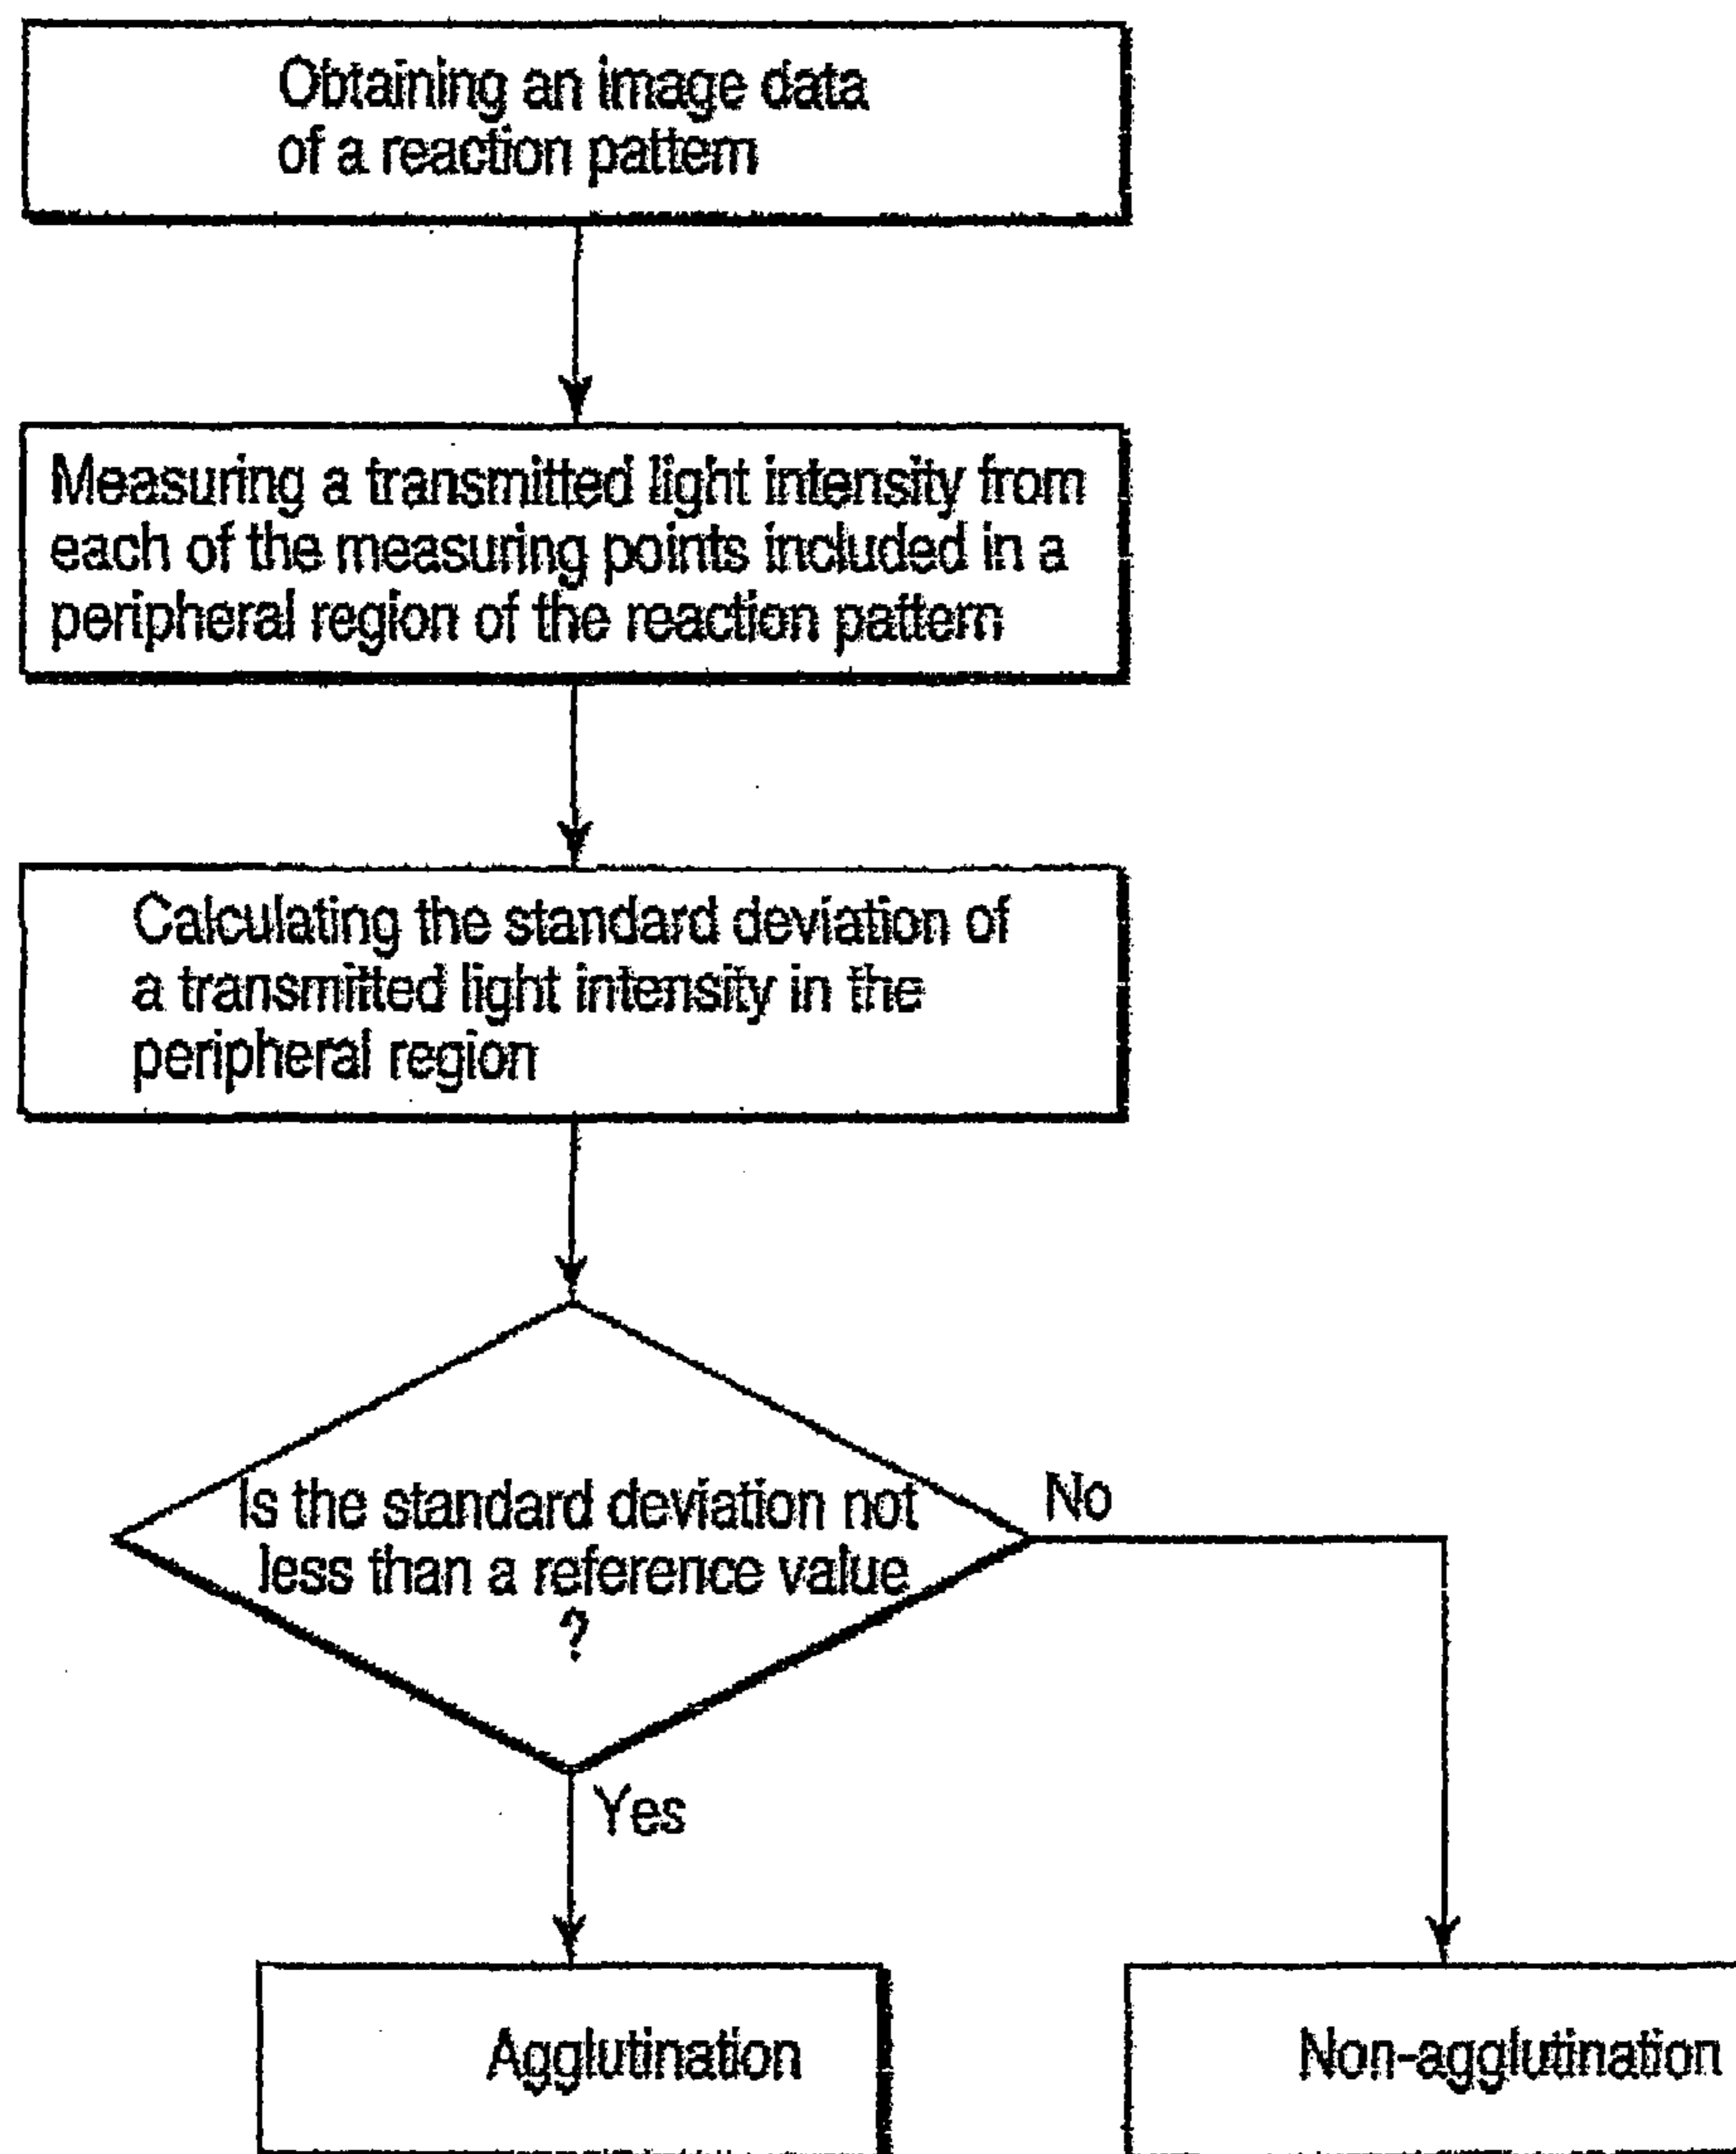 Obtaining an image data
of a reaction pattern
Measuring a transmitted light intensity from
each of the measuring points included in a
peripheral region of the reaction pattern
Calculating the standard deviation of
a transmitted light intensity in the
peripheral region
Is the standard deviation not
less than a reference value
?
No
Yes
Agglutination
Non-agglutination